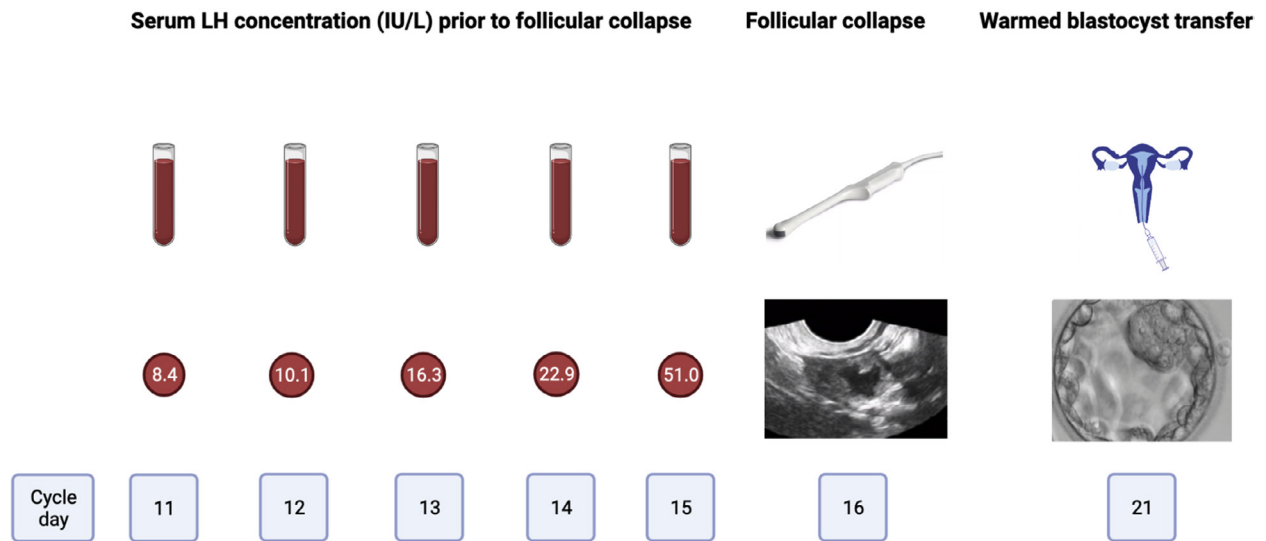 Serum LH concentration (IU/L) prior to follicular collapse
Follicular collapse
Warmed blastocyst transfer
8.4
10.1
16.3
22.9
51.0
Cycle
day
11
12
13
14
15
16
21